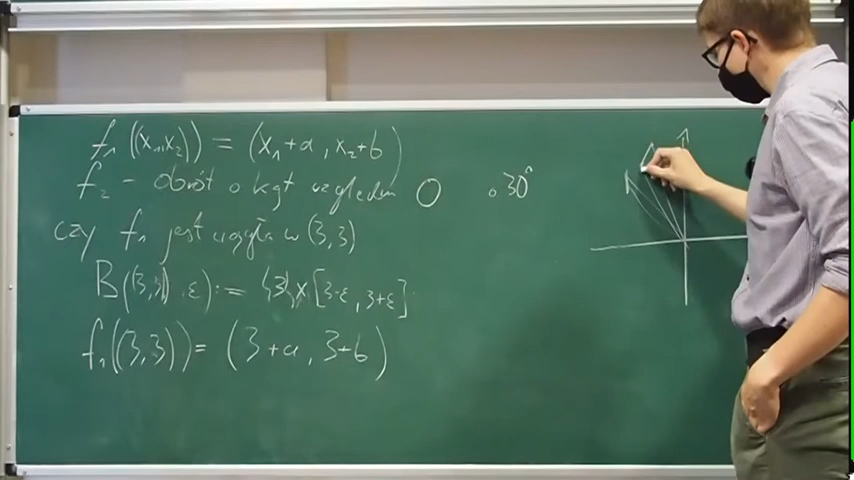 f₁((x₁,x₂)) = (x₁+a, x₂+b)
f₂ - obrót o kąt względem O o 30°
czy f₁ jest ciągła w (3,3)
B((3,3), ε) := {3}×[3-ε, 3+ε]
f₁((3,3)) = (3+a, 3+b)